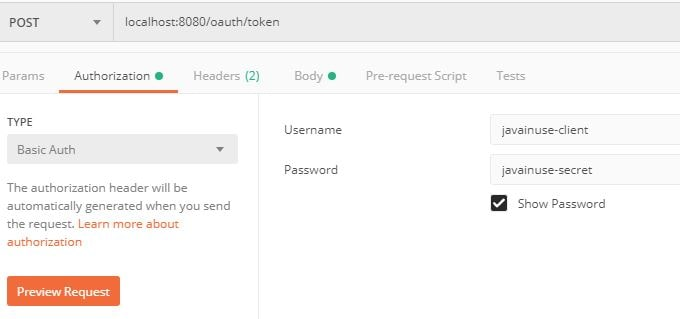 POST localhost:8080/oauth/token
Params Authorization Headers (2) Body Pre-request Script Tests
TYPE
Basic Auth
The authorization header will be
automatically generated when you send
the request. Learn more about
authorization
Preview Request
Username javainuse-client
Password javainuse-secret
Show Password